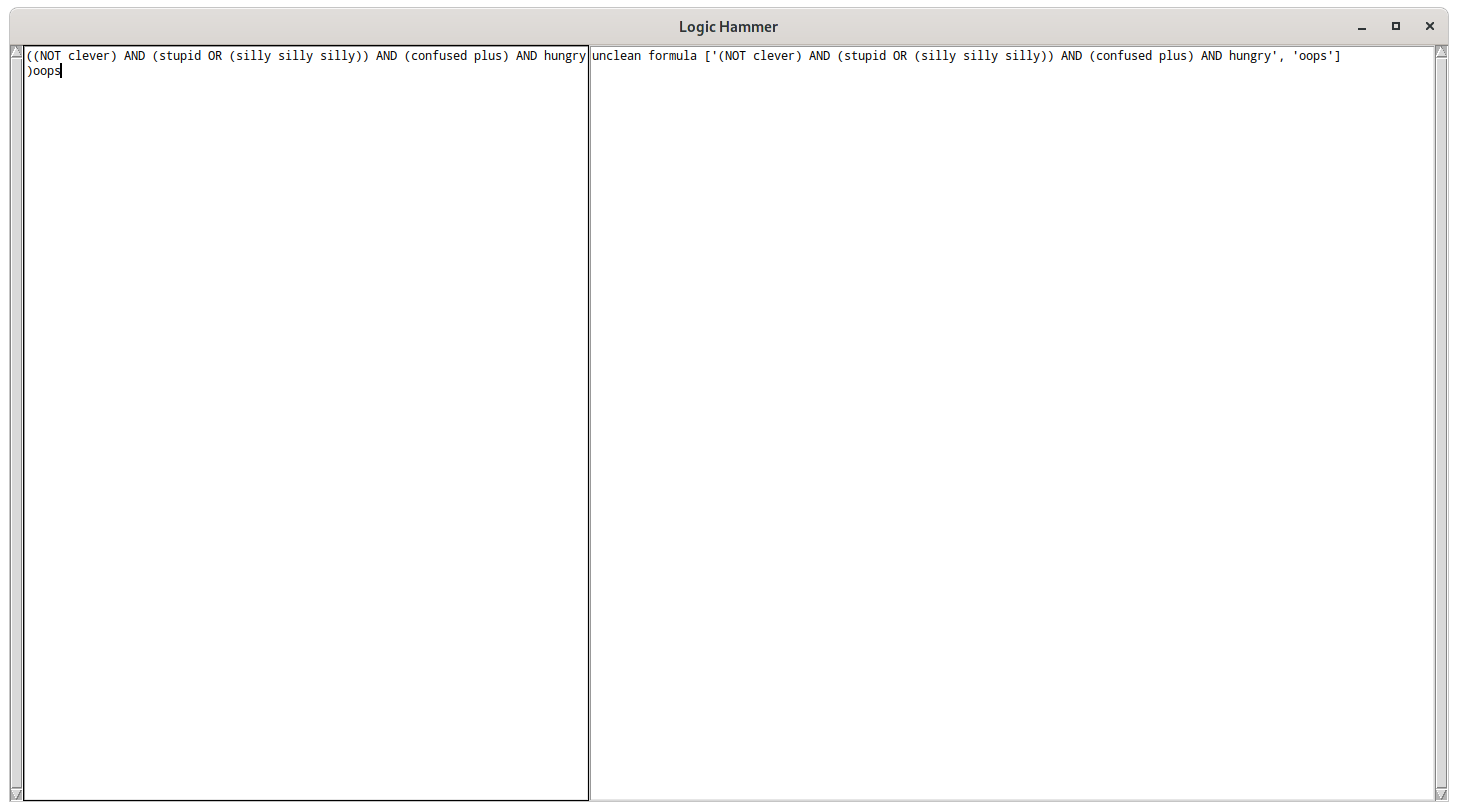 Logic Hammer
((NOT clever) AND (stupid OR (silly silly silly)) AND (confused plus) AND hungry
)oops
unclean formula ['(NOT clever) AND (stupid OR (silly silly silly)) AND (confused plus) AND hungry', 'oops']